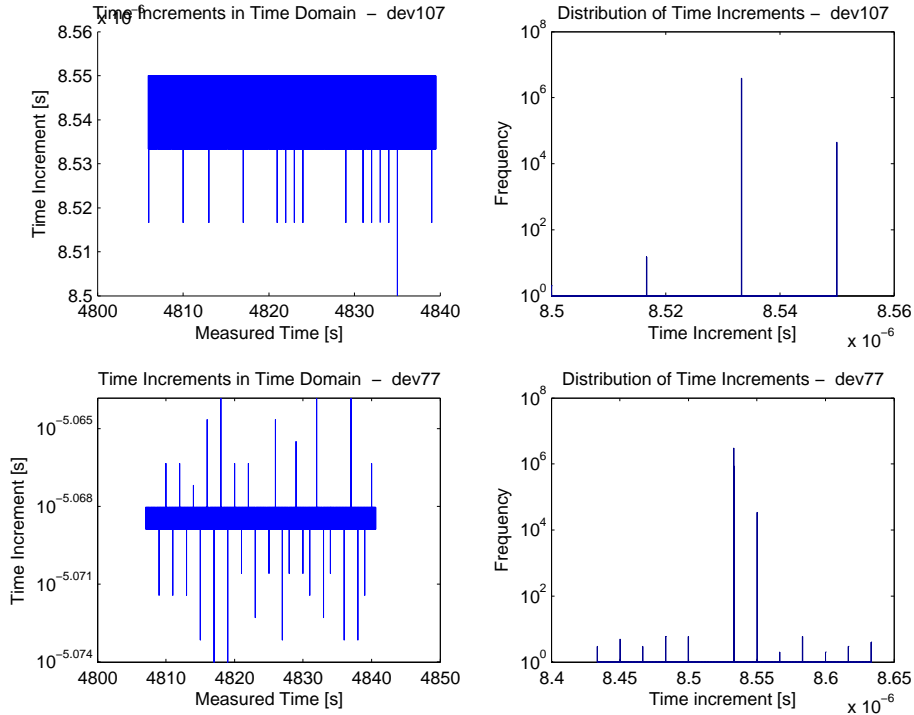 x 10−6
Time Increments in Time Domain − dev107
8.56
8.55
8.54
8.53
8.52
8.51
8.5
Time Increment [s]
4800 4810 4820 4830 4840
Measured Time [s]
Distribution of Time Increments − dev107
10^8
10^6
10^4
10^2
10^0
Frequency
8.5 8.52 8.54 8.56
Time Increment [s]
x 10^−6
Time Increments in Time Domain − dev77
10^−5.065
10^−5.068
10^−5.071
10^−5.074
Time Increment [s]
4800 4810 4820 4830 4840 4850
Measured Time [s]
Distribution of Time Increments − dev77
10^8
10^6
10^4
10^2
10^0
Frequency
8.4 8.45 8.5 8.55 8.6 8.65
Time increment [s]
x 10^−6